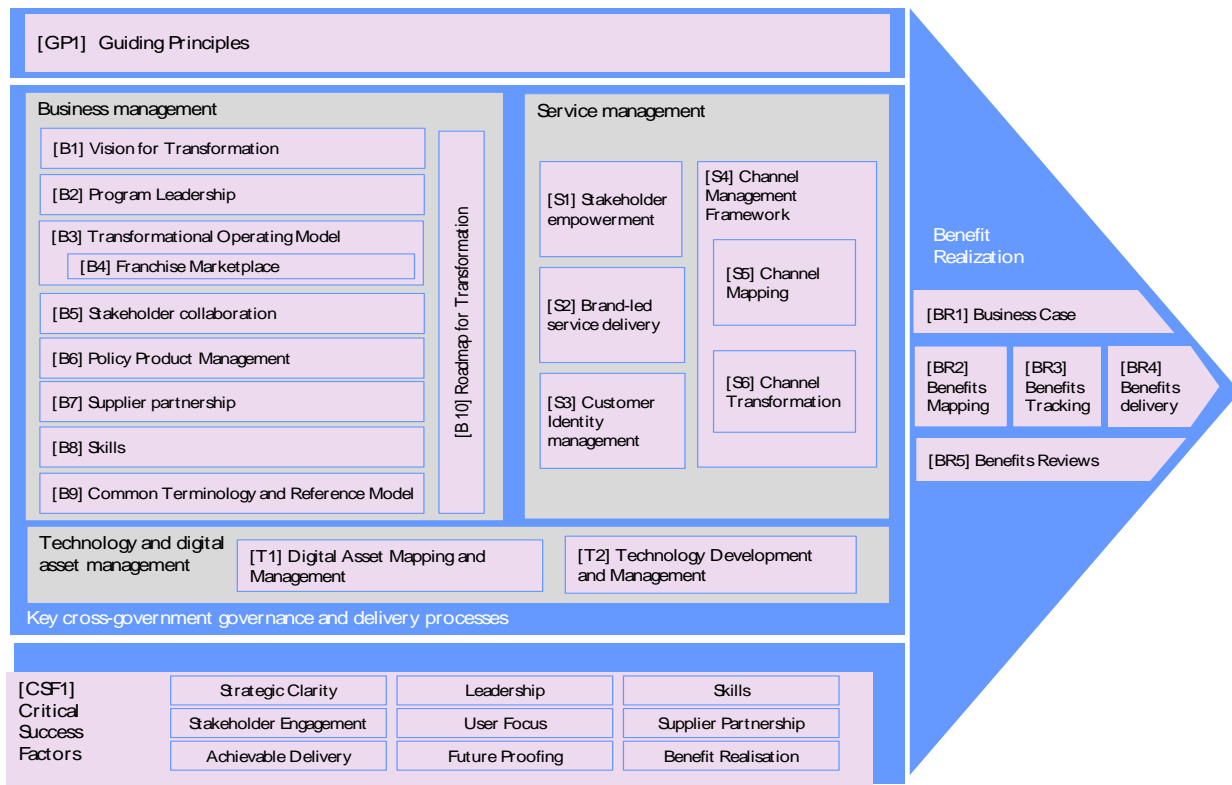 [GP1] Guiding Principles
Business management
[B1] Vision for Transformation
[B2] Program Leadership
[B3] Transformational Operating Model
[B4] Franchise Marketplace
[B5] Stakeholder collaboration
[B6] Policy Product Management
[B7] Supplier partnership
[B8] Skills
[B9] Common Terminology and Reference Model
[B10] Roadmap for Transformation
Service management
[S1] Stakeholder
empowerment
[S2] Brand-led
service delivery
[S3] Customer
Identity
management
[S4] Channel
Management
Framework
[S5] Channel
Mapping
[S6] Channel
Transformation
Technology and digital
asset management
[T1] Digital Asset Mapping and
Management
[T2] Technology Development
and Management
Key cross-government governance and delivery processes
Benefit
Realization
[BR1] Business Case
[BR2]
Benefits
Mapping
[BR3]
Benefits
Tracking
[BR4]
Benefits
delivery
[BR5] Benefits Reviews
[CSF1]
Critical
Success
Factors
Strategic Clarity
Leadership
Skills
Stakeholder Engagement
User Focus
Supplier Partnership
Achievable Delivery
Future Proofing
Benefit Realisation